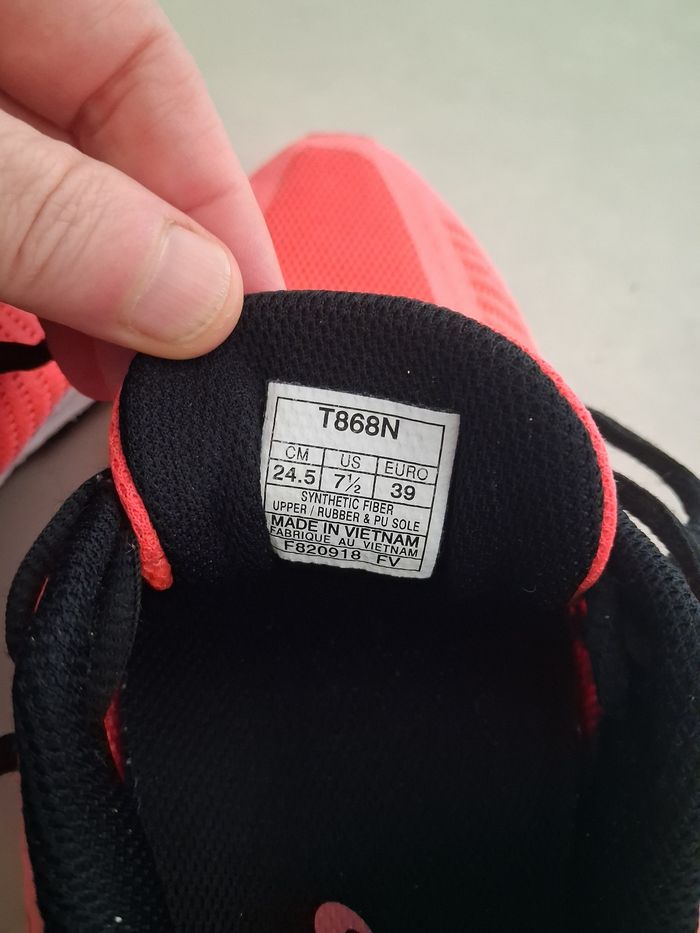 T868N
CM US EURO
24.5 7½ 39
SYNTHETIC FIBER
UPPER / RUBBER & PU SOLE
MADE IN VIETNAM
FABRIQUE AU VIETNAM
F820918 FV